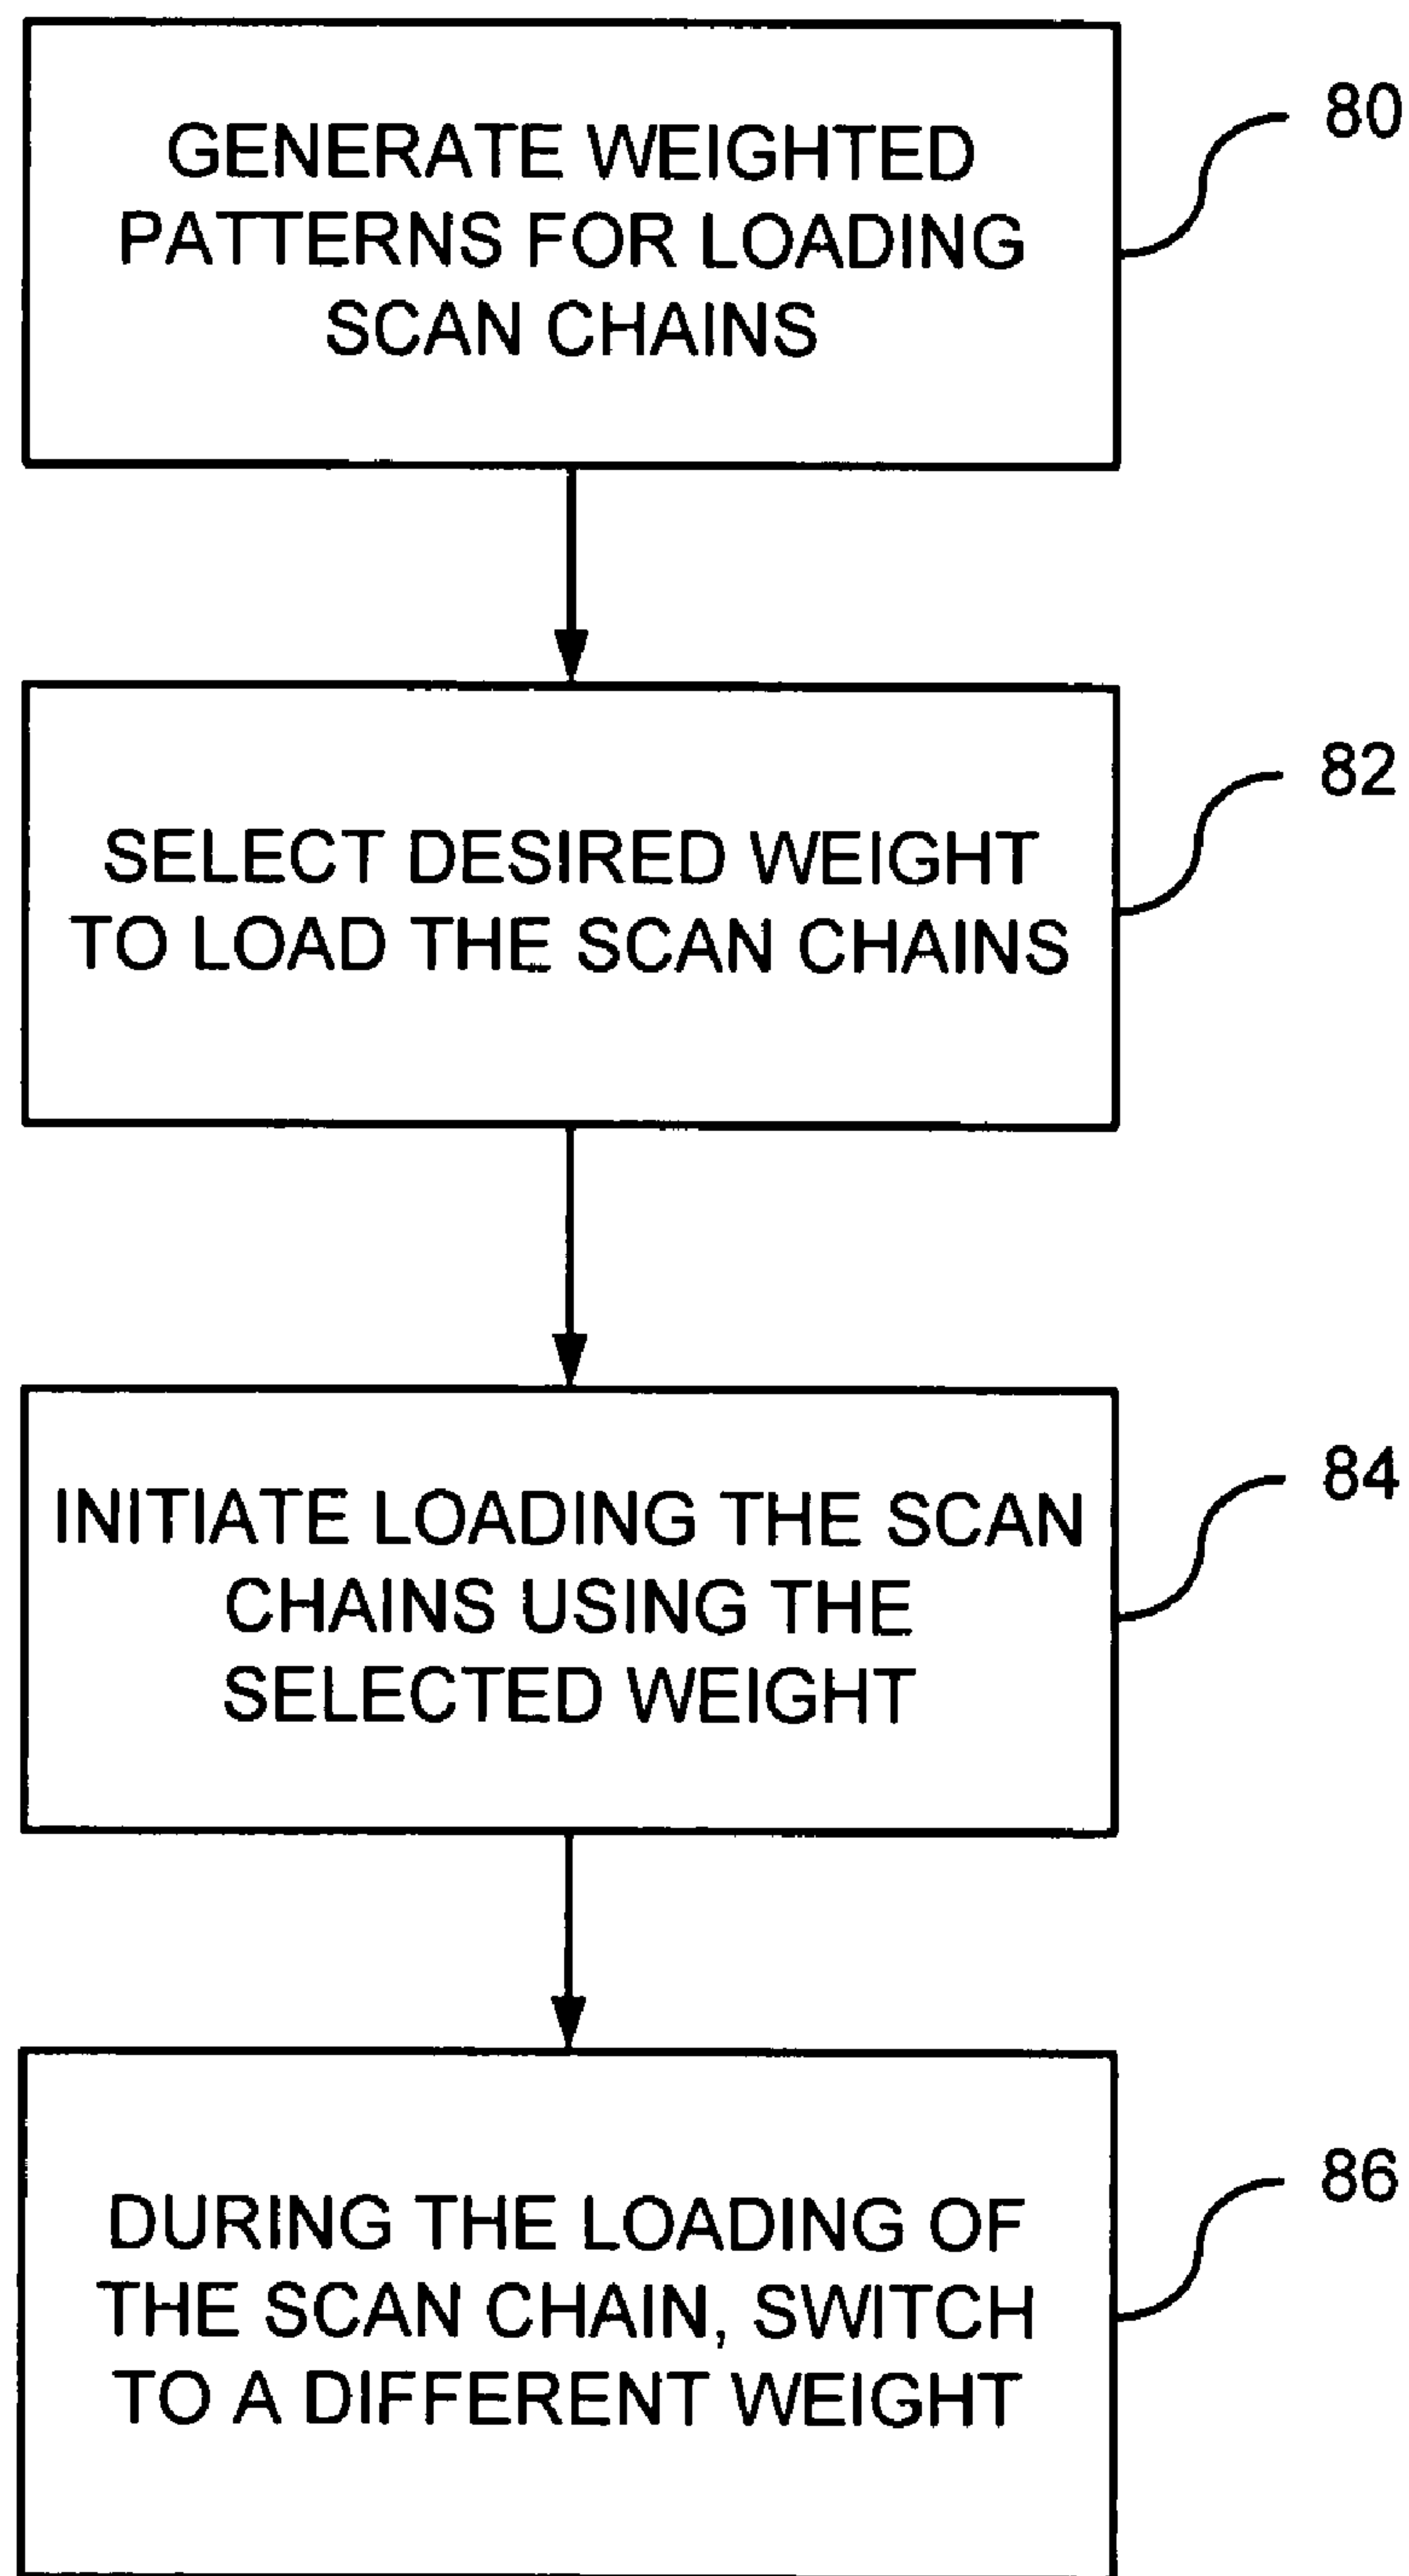 GENERATE WEIGHTED
PATTERNS FOR LOADING
SCAN CHAINS
80
SELECT DESIRED WEIGHT
TO LOAD THE SCAN CHAINS
82
INITIATE LOADING THE SCAN
CHAINS USING THE
SELECTED WEIGHT
84
DURING THE LOADING OF
THE SCAN CHAIN, SWITCH
TO A DIFFERENT WEIGHT
86